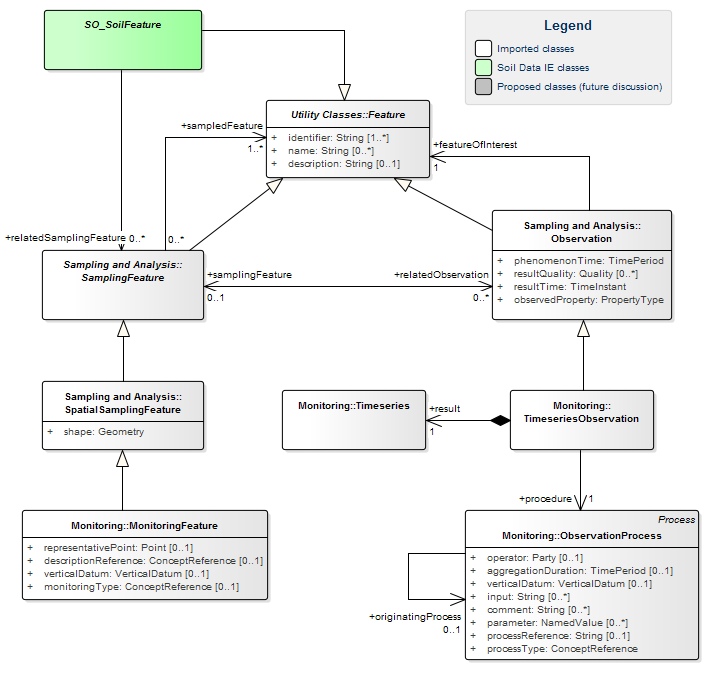 SO_SoilFeature
Legend
Imported classes
Soil Data IE classes
Proposed classes (future discussion)
Utility Classes::Feature
+ identifier: String [1..*]
+ name: String [0..*]
+ description: String [0..1]
+sampledFeature
1..*
+featureOfInterest
1
+relatedSamplingFeature 0..*
0..*
Sampling and Analysis::
SamplingFeature
+samplingFeature
0..1
+relatedObservation
0..*
Sampling and Analysis::
Observation
+ phenomenonTime: TimePeriod
+ resultQuality: Quality [0..*]
+ resultTime: TimeInstant
+ observedProperty: PropertyType
Sampling and Analysis::
SpatialSamplingFeature
+ shape: Geometry
Monitoring::Timeseries
+result
1
Monitoring::
TimeseriesObservation
+procedure
1
Monitoring::MonitoringFeature
+ representativePoint: Point [0..1]
+ descriptionReference: ConceptReference [0..1]
+ verticalDatum: VerticalDatum [0..1]
+ monitoringType: ConceptReference [0..1]
Process
Monitoring::ObservationProcess
+ operator: Party [0..1]
+ aggregationDuration: TimePeriod [0..1]
+ verticalDatum: VerticalDatum [0..1]
+ input: String [0..*]
+ comment: String [0..*]
+ parameter: NamedValue [0..*]
+ processReference: String [0..1]
+ processType: ConceptReference
+originatingProcess
0..1